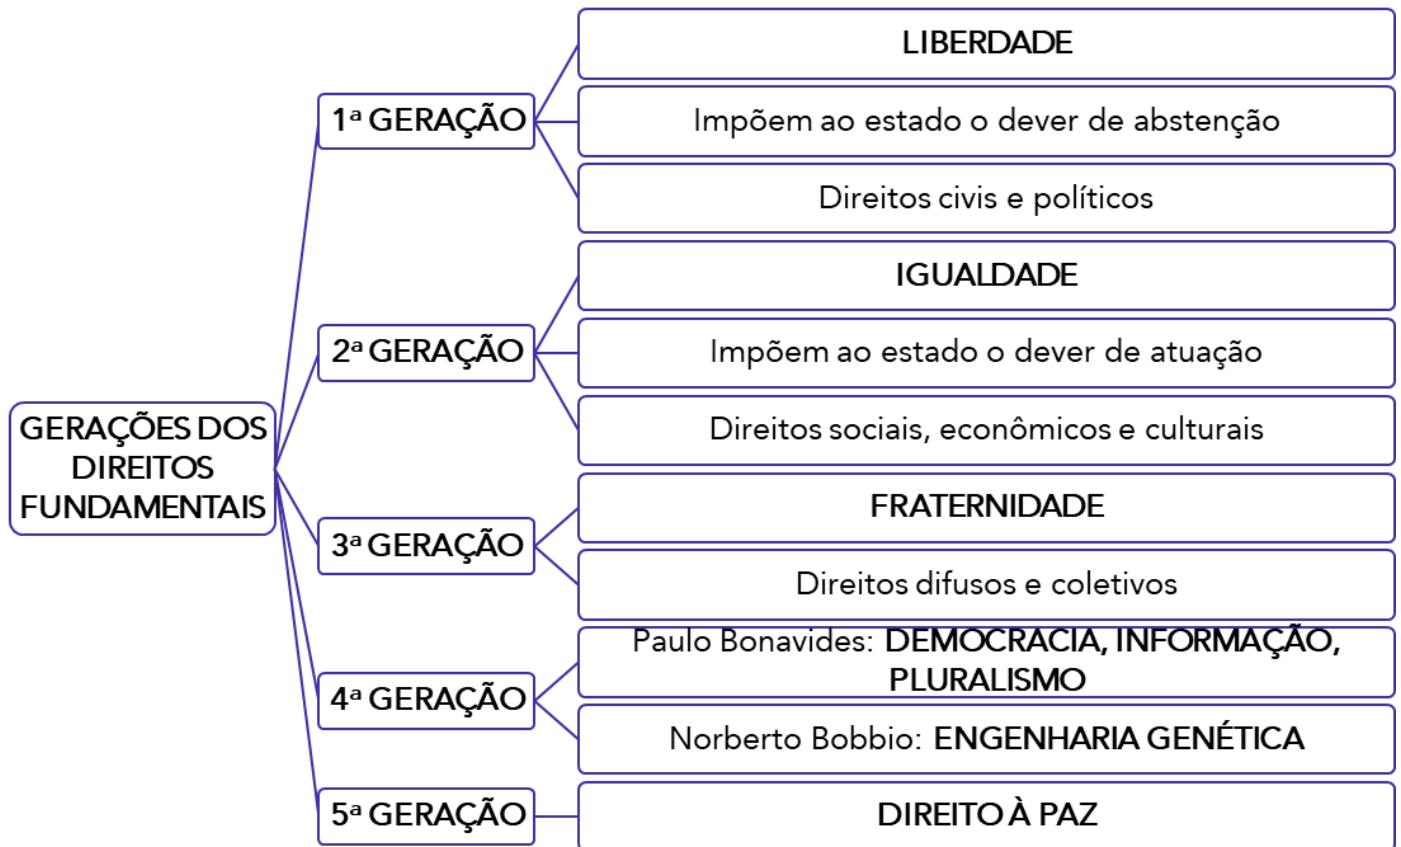 GERAÇÕES DOS
DIREITOS
FUNDAMENTAIS
1ª GERAÇÃO
LIBERDADE
Impõem ao estado o dever de abstenção
Direitos civis e políticos
2ª GERAÇÃO
IGUALDADE
Impõem ao estado o dever de atuação
Direitos sociais, econômicos e culturais
3ª GERAÇÃO
FRATERNIDADE
Direitos difusos e coletivos
4ª GERAÇÃO
Paulo Bonavides: DEMOCRACIA, INFORMAÇÃO,
PLURALISMO
Norberto Bobbio: ENGENHARIA GENÉTICA
5ª GERAÇÃO
DIREITO À PAZ